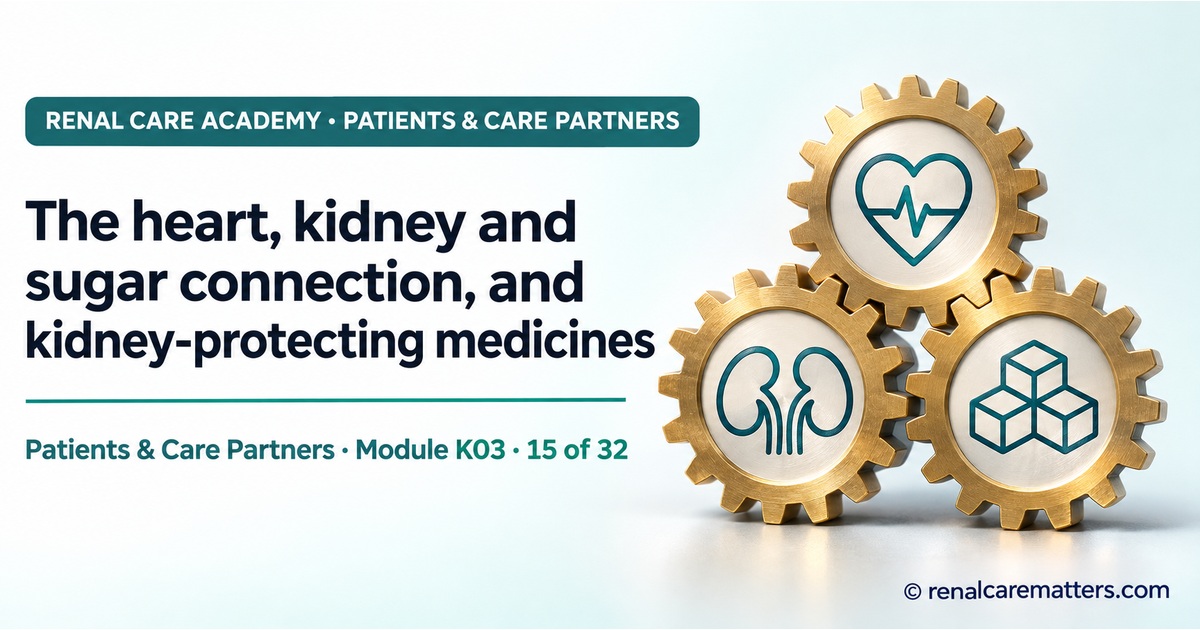 RENAL CARE ACADEMY • PATIENTS & CARE PARTNERS
The heart, kidney and
sugar connection, and
kidney-protecting medicines
Patients & Care Partners · Module K03 · 15 of 32
© renalcarematters.com